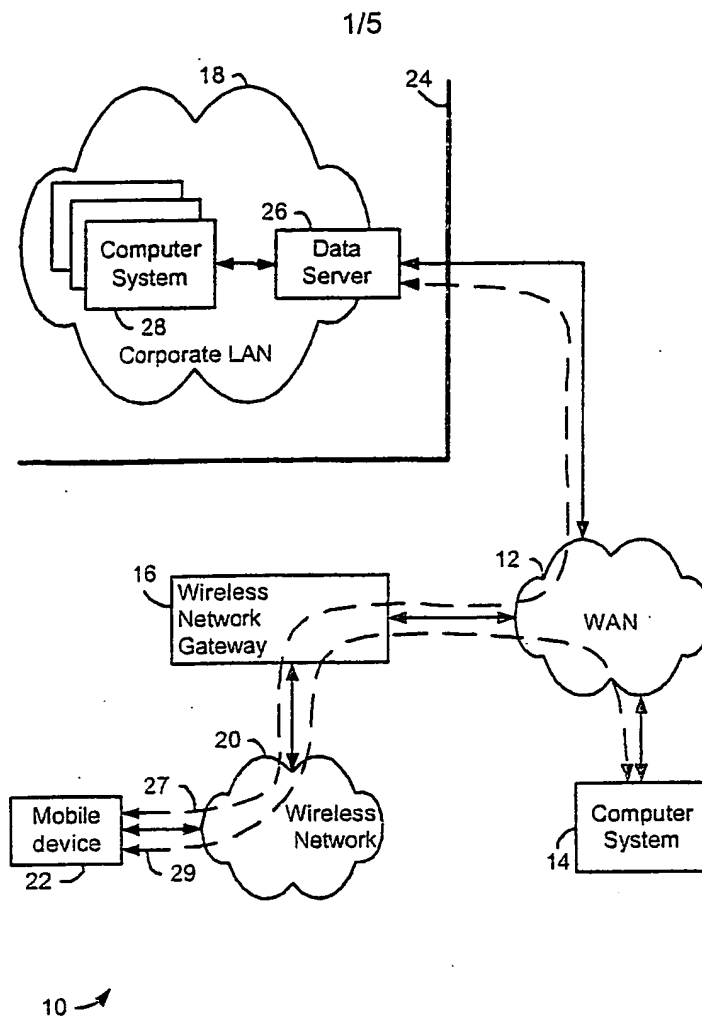 1/5
18
24
26
Computer
System
Data
Server
28
Corporate LAN
12
16
Wireless
Network
Gateway
WAN
20
27
Mobile
device
Wireless
Network
Computer
System
14
22
29
10